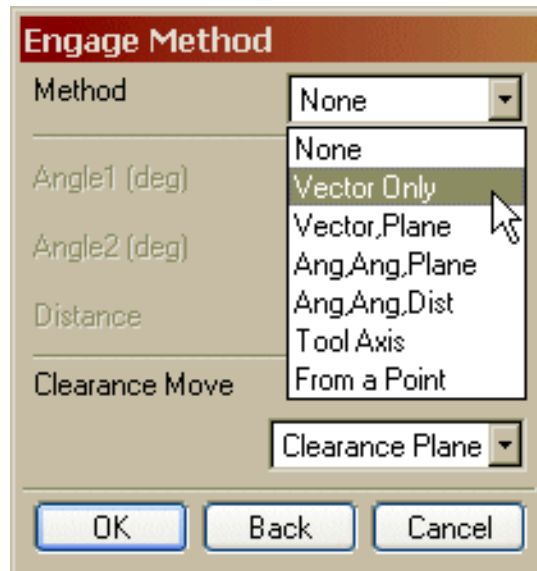 Engage Method
Method
None
None
Vector Only
Vector,Plane
Ang,Ang,Plane
Ang,Ang,Dist
Tool Axis
From a Point
Angle1 (deg)
Angle2 (deg)
Distance
Clearance Move
Clearance Plane
OK Back Cancel